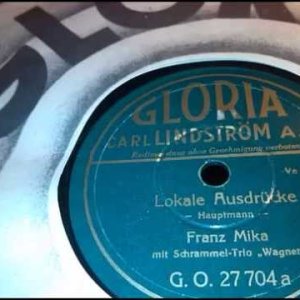 GLORIA
CARL LINDSTRÖM A
Lokale Ausdrücke
— Hauptmann —
Franz Mika
mit Schrammel-Trio „Wagner
G. O. 27 704 a